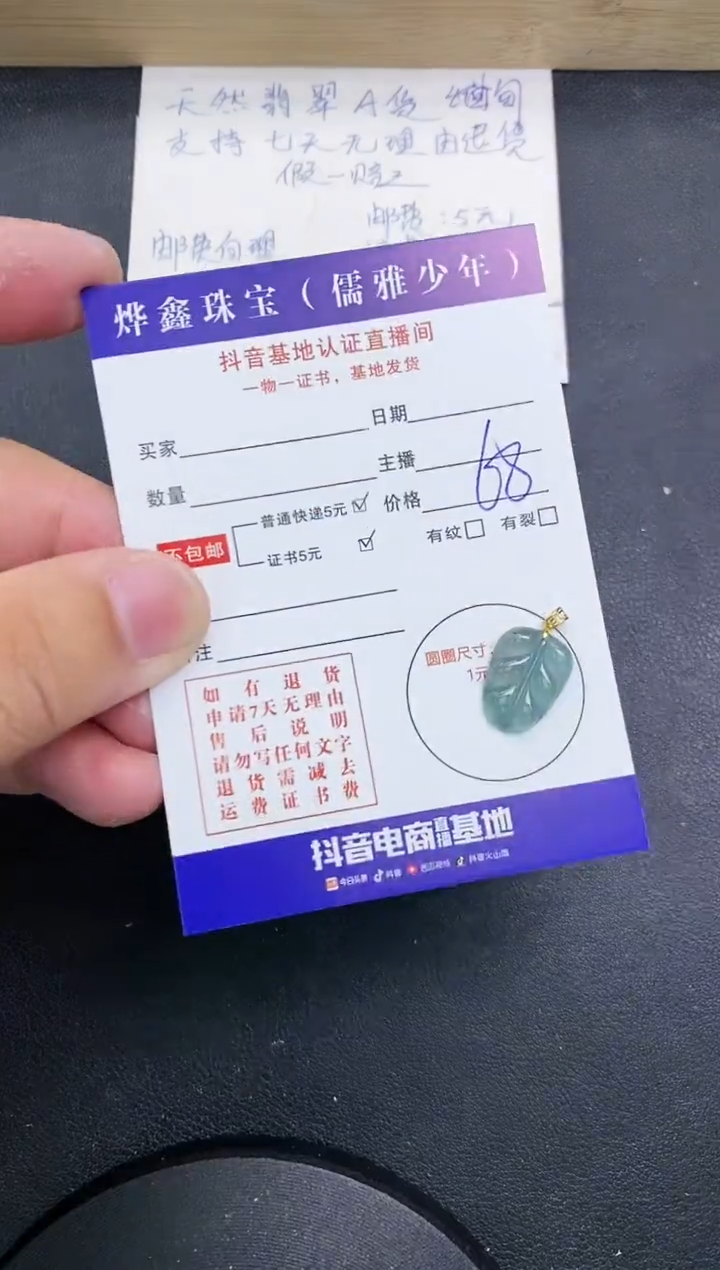 天然翡翠A货 缅甸
支持七天无理由退货
假一赔三
邮费:5元
邮费自理
烨鑫珠宝(儒雅少年)
抖音基地认证直播间
一物一证书,基地发货
买家 日期
数量 主播
68
不包邮 普通快递5元 ☑ 价格
证书5元 ☑ 有纹□ 有裂□
注
圆圈尺寸
1元
如有退货
申请7天无理由
售后说明
请勿写任何文字
退货需减去
运费证书费
抖音电商直播基地
今日头条 抖音 西瓜视频 抖音火山版